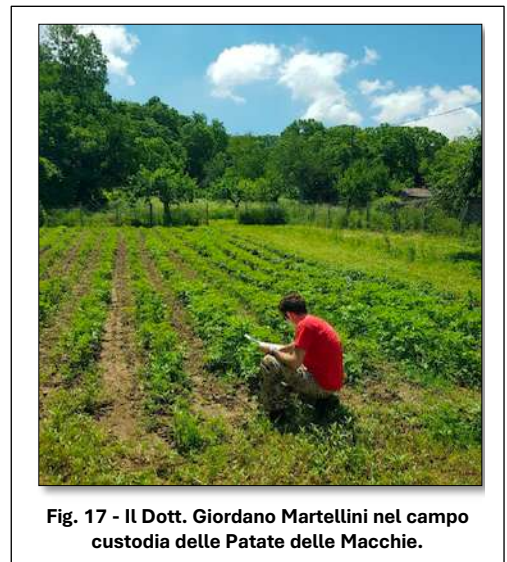 Fig. 17 - Il Dott. Giordano Martellini nel campo
custodia delle Patate delle Macchie.